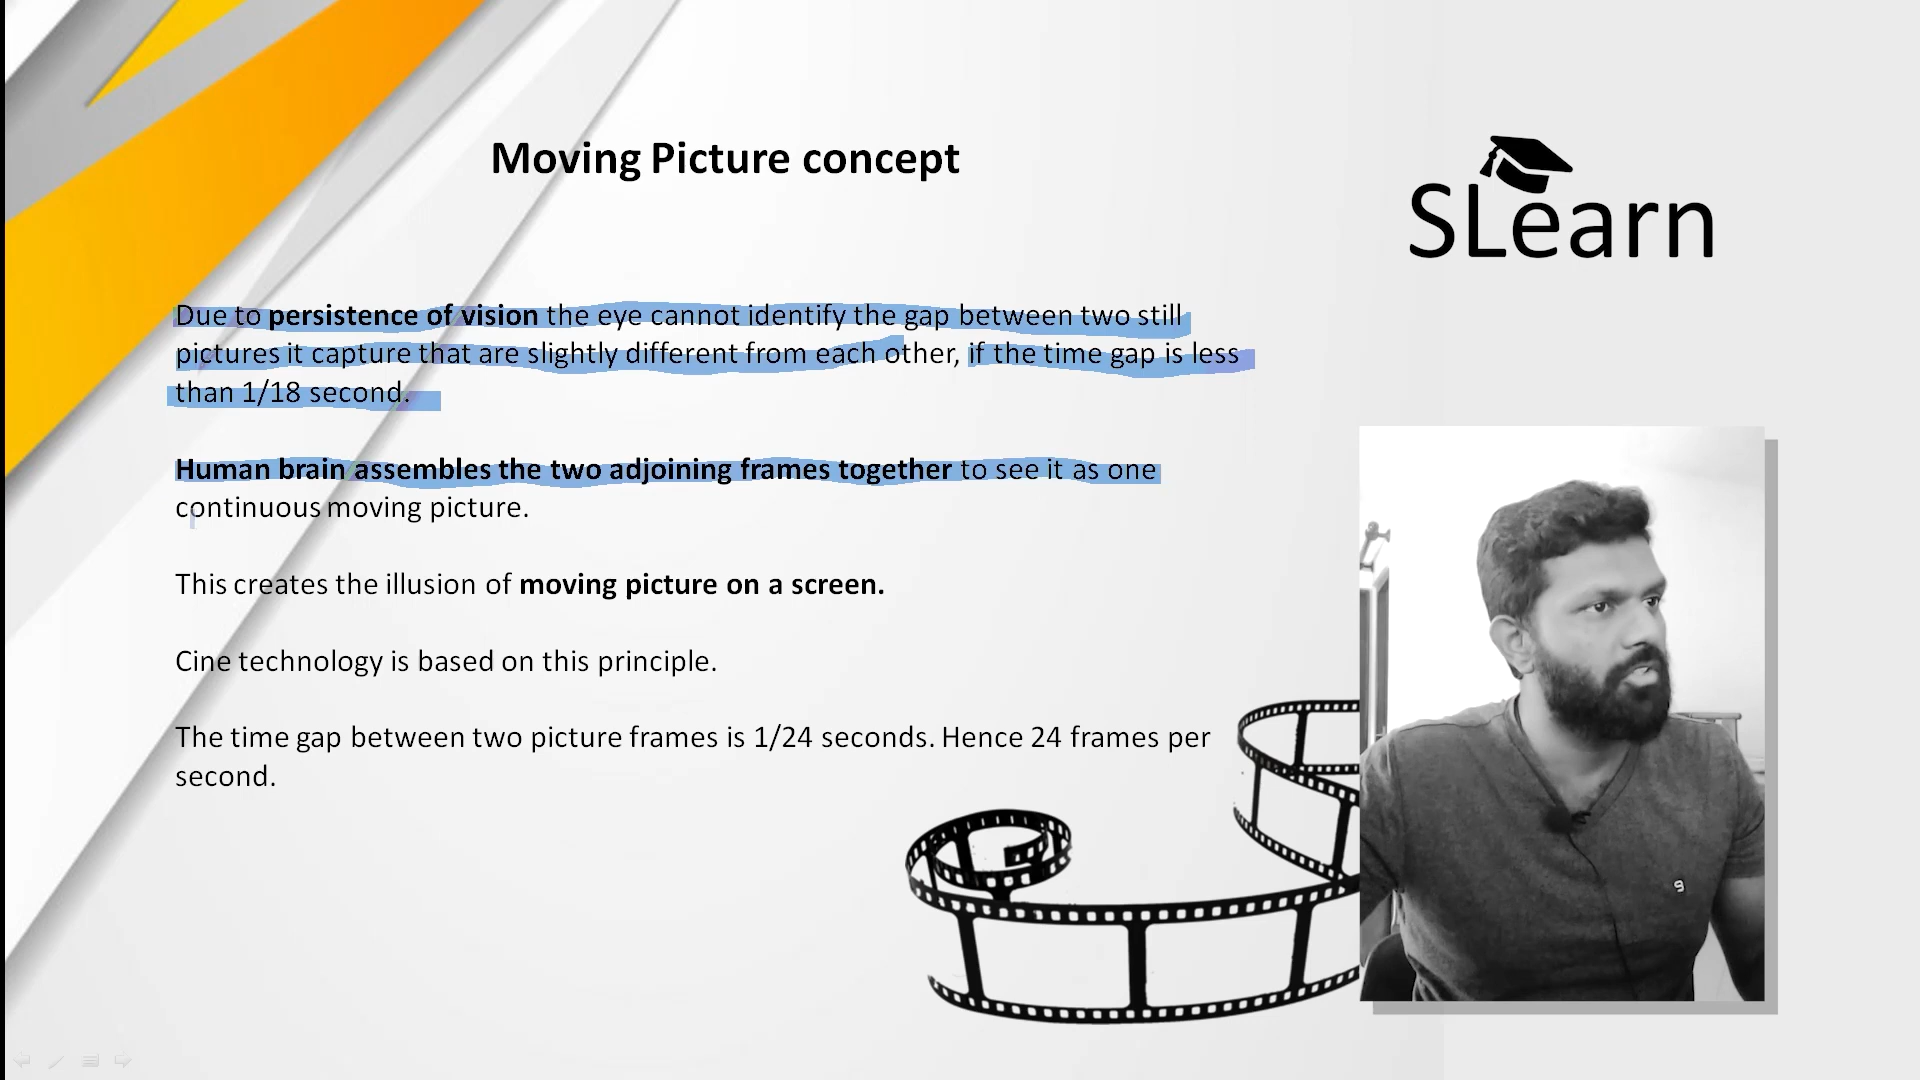 Moving Picture concept
SLearn
Due to persistence of vision the eye cannot identify the gap between two still
pictures it capture that are slightly different from each other, if the time gap is less
than 1/18 second.
Human brain assembles the two adjoining frames together to see it as one
continuous moving picture.
This creates the illusion of moving picture on a screen.
Cine technology is based on this principle.
The time gap between two picture frames is 1/24 seconds. Hence 24 frames per
second.